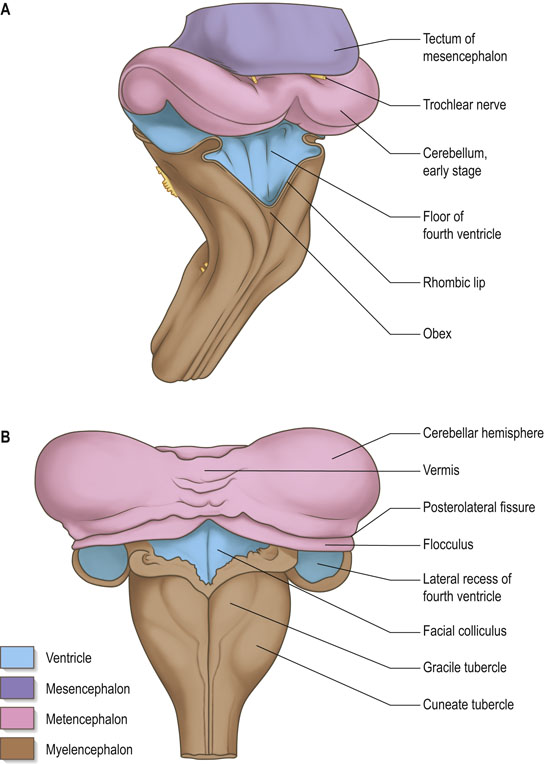 A
Tectum of
mesencephalon
Trochlear nerve
Cerebellum,
early stage
Floor of
fourth ventricle
Rhombic lip
Obex
B
Cerebellar hemisphere
Vermis
Posterolateral fissure
Flocculus
Lateral recess of
fourth ventricle
Facial colliculus
Gracile tubercle
Cuneate tubercle
Ventricle
Mesencephalon
Metencephalon
Myelencephalon